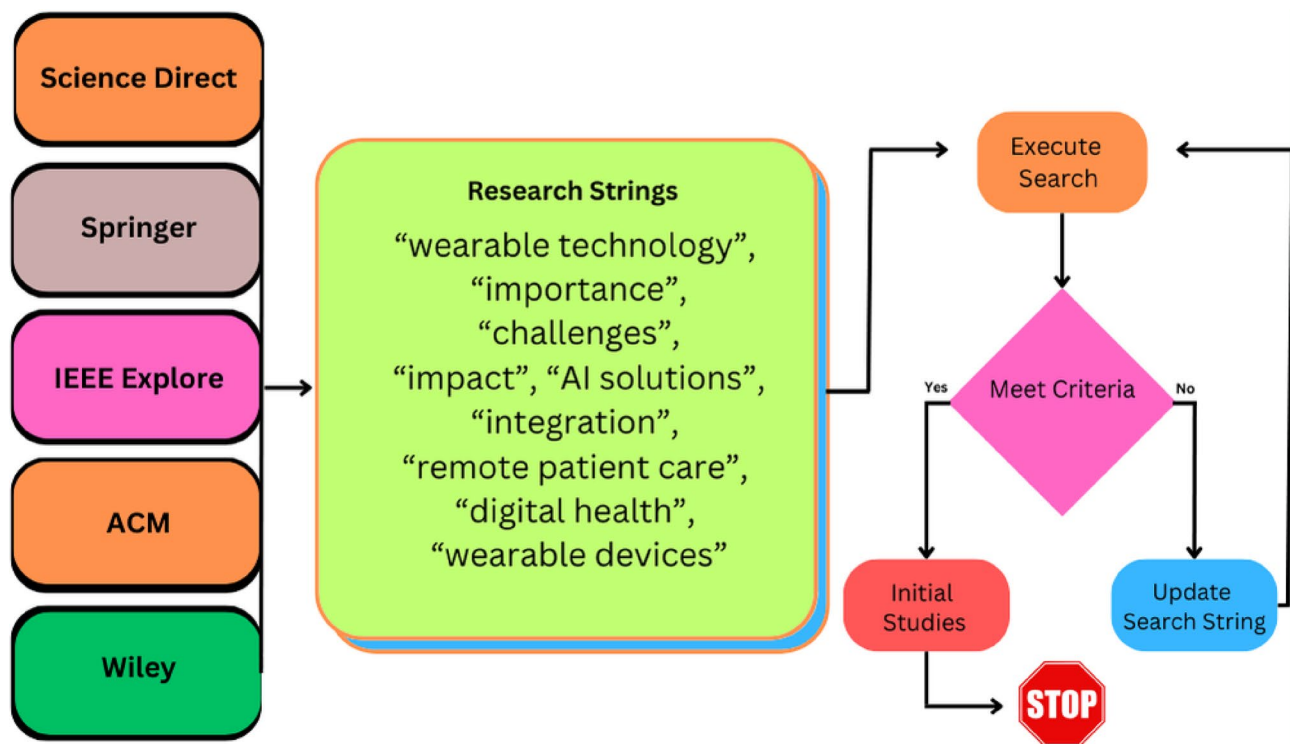 Science Direct
Springer
IEEE Explore
ACM
Wiley
Research Strings
“wearable technology”,
“importance”,
“challenges”,
“impact”, “AI solutions”,
“integration”,
“remote patient care”,
“digital health”,
“wearable devices”
Execute
Search
Meet Criteria
Yes
No
Initial
Studies
Update
Search String
STOP